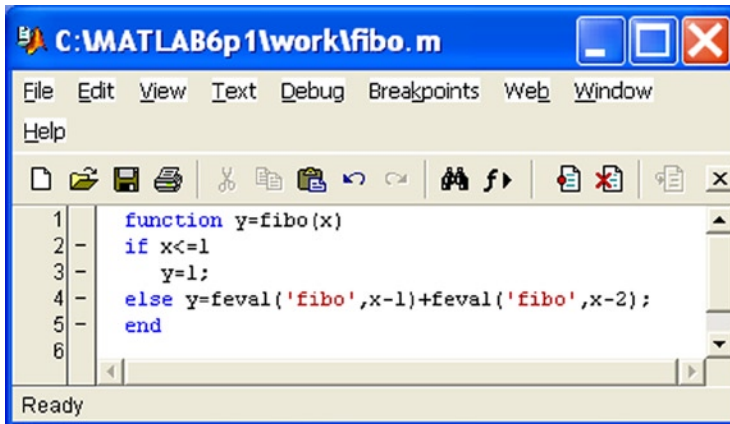 C:\MATLAB6p1\work\fibo.m
File Edit View Text Debug Breakpoints Web Window
Help
1 function y=fibo(x)
2 – if x<=1
3 – y=1;
4 – else y=feval('fibo',x-1)+feval('fibo',x-2);
5 – end
6
Ready